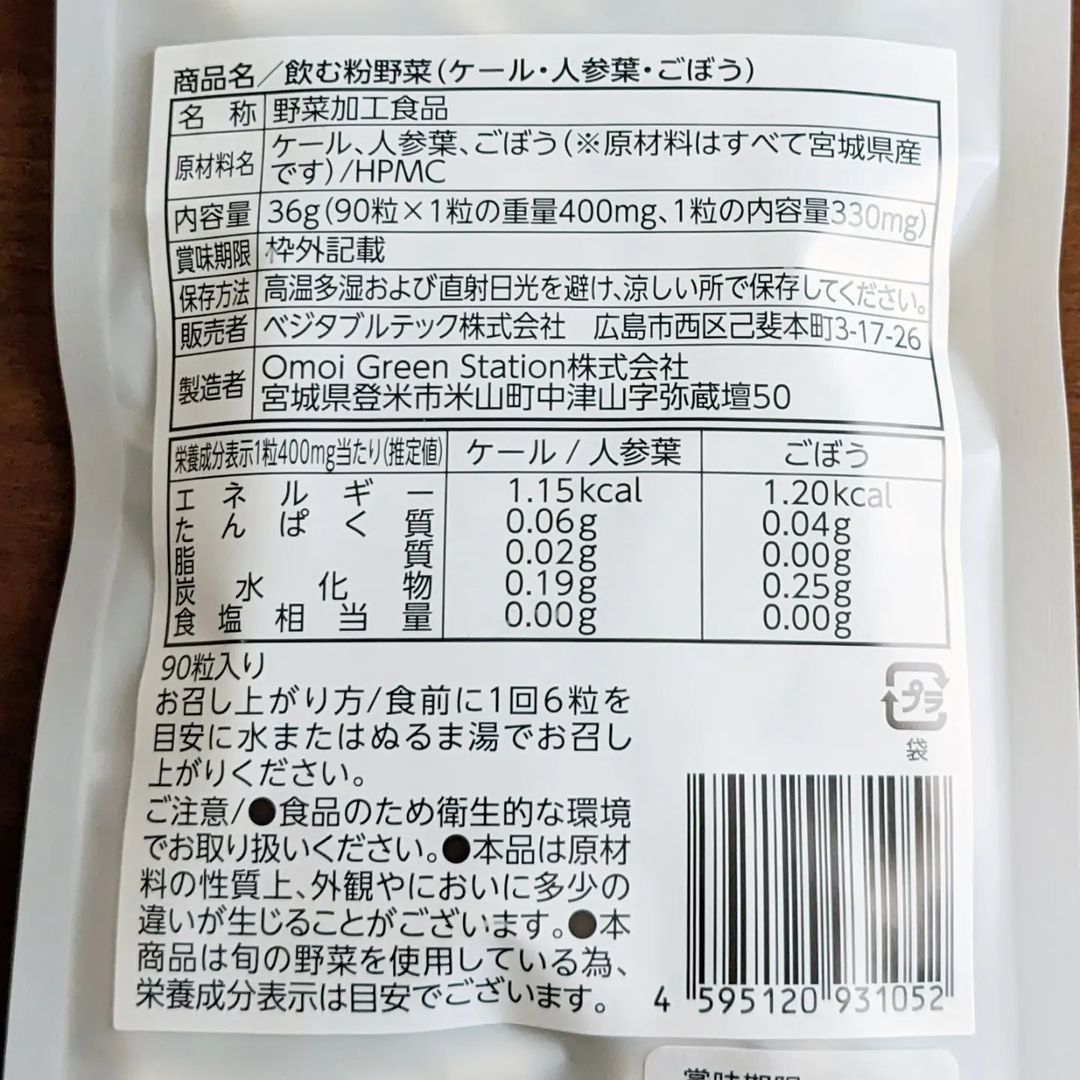 商品名/飲む粉野菜(ケール・人参葉・ごぼう)
名 称 野菜加工食品
原材料名 ケール、人参葉、ごぼう(※原材料はすべて宮城県産
です)/HPMC
内容量 36g(90粒×1粒の重量400mg、1粒の内容量330mg)
賞味期限 枠外記載
保存方法 高温多湿および直射日光を避け、涼しい所で保存してください。
販売者 ベジタブルテック株式会社 広島市西区己斐本町3-17-26
製造者 Omoi Green Station株式会社
宮城県登米市米山町中津山字弥蔵壇50
栄養成分表示1粒400mg当たり(推定値) ケール / 人参葉 ごぼう
エネルギー 1.15kcal 1.20kcal
たんぱく質 0.06g 0.04g
脂質 0.02g 0.00g
炭水化物 0.19g 0.25g
食塩相当量 0.00g 0.00g
90粒入り
お召し上がり方/食前に1回6粒を
目安に水またはぬるま湯でお召し
上がりください。
ご注意/●食品のため衛生的な環境
でお取り扱いください。●本品は原材
料の性質上、外観やにおいに多少の
違いが生じることがございます。●本
商品は旬の野菜を使用している為、
栄養成分表示は目安でございます。
プラ
袋
4 595120 931052
賞味期限